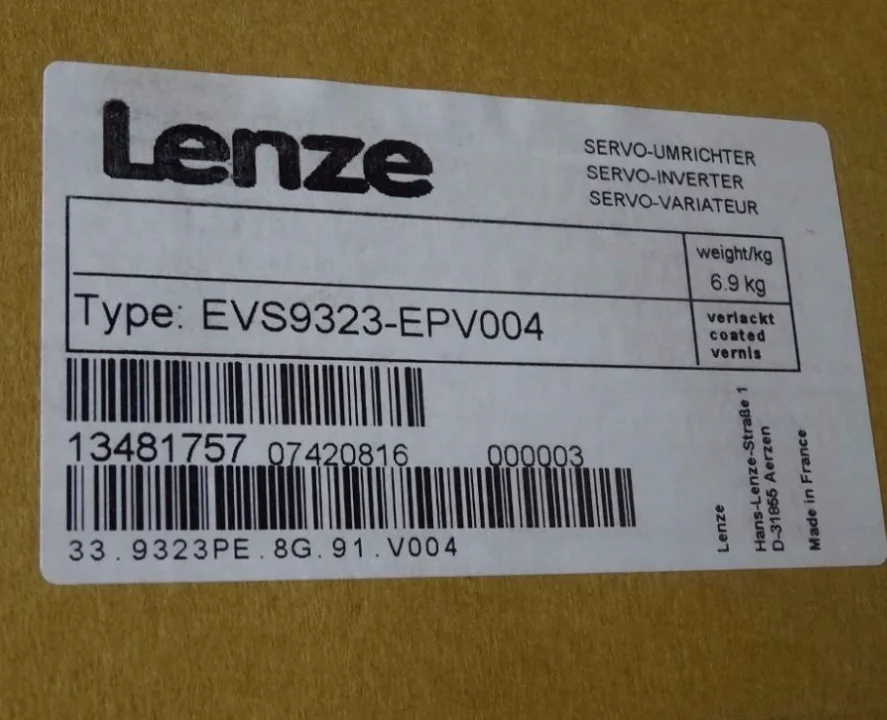 Lenze
SERVO-UMRICHTER
SERVO-INVERTER
SERVO-VARIATEUR
weight/kg
6.9 kg
Type: EVS9323-EPV004
verlackt
coated
vernis
13481757 07420816 000003
33.9323PE.8G.91.V004
Lenze
Hans-Lenze-Straße 1
D-31855 Aerzen
Made in France